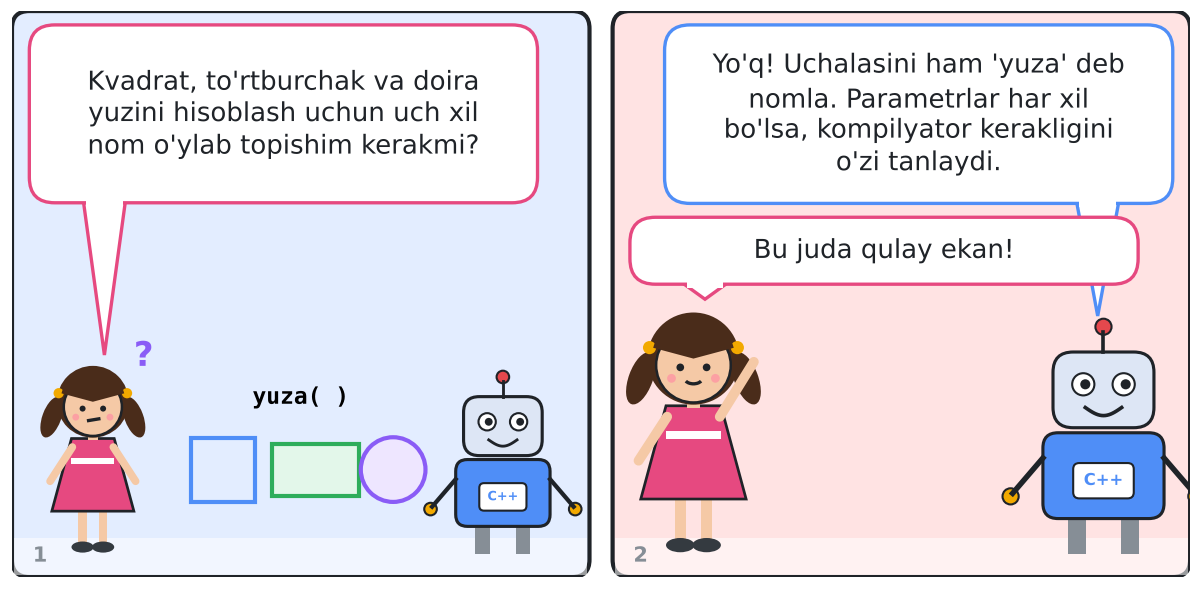 Kvadrat, to'rtburchak va doira
yuzini hisoblash uchun uch xil
nom o'ylab topishim kerakmi?
?
yuza( )
C++
1
Yo'q! Uchalasini ham 'yuza' deb
nomla. Parametrlar har xil
bo'lsa, kompilyator kerakligini
o'zi tanlaydi.
Bu juda qulay ekan!
C++
2